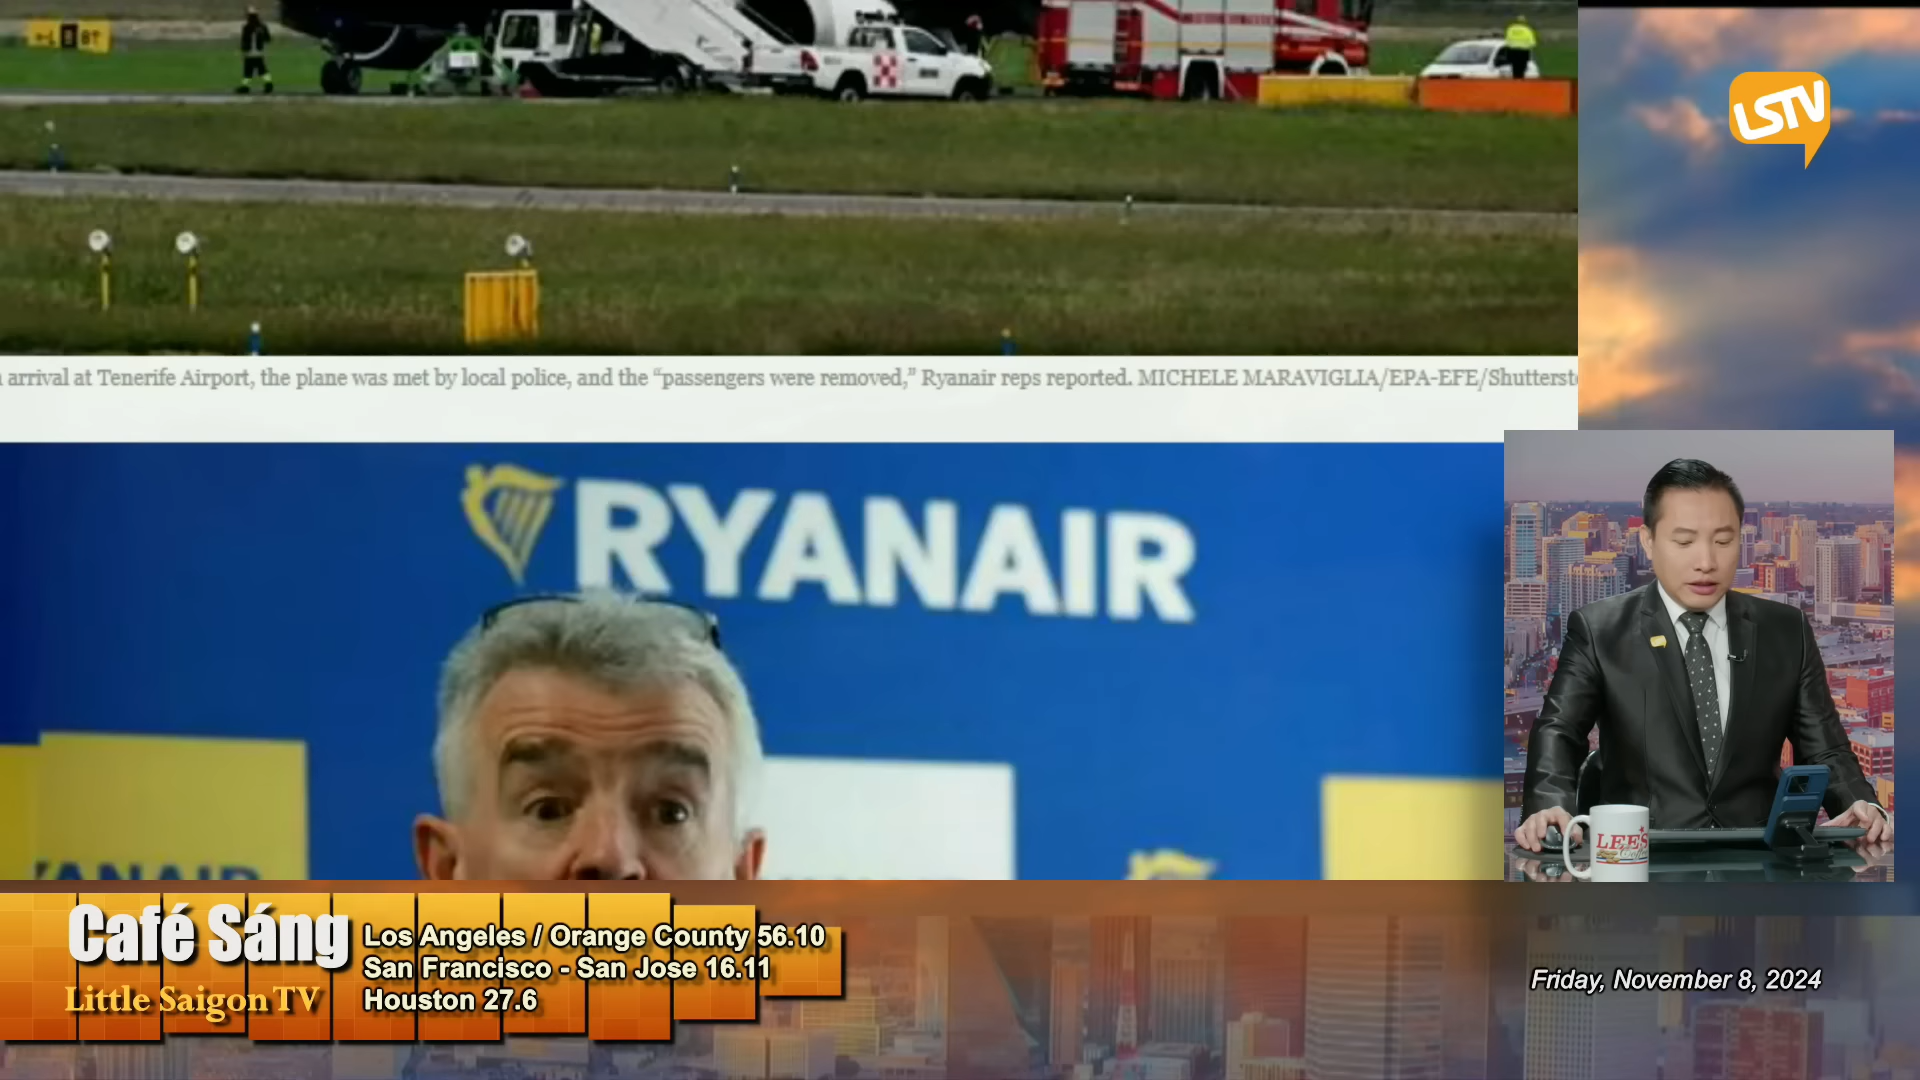 LSTV
arrival at Tenerife Airport, the plane was met by local police, and the “passengers were removed,” Ryanair reps reported. MICHELE MARAVIGLIA/EPA-EFE/Shutterst
RYANAIR
LEE'S
Coffee
Café Sáng
Little Saigon TV
Los Angeles / Orange County 56.10
San Francisco - San Jose 16.11
Houston 27.6
Friday, November 8, 2024